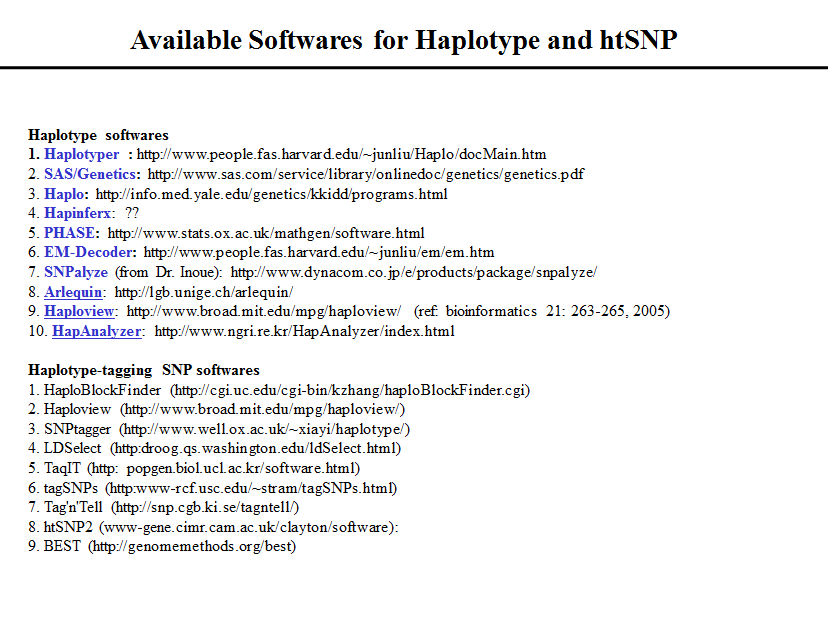 Available Softwares for Haplotype and htSNP
Haplotype softwares
1. Haplotyper : http://www.people.fas.harvard.edu/~junliu/Haplo/docMain.htm
2. SAS/Genetics: http://www.sas.com/service/library/onlinedoc/genetics/genetics.pdf
3. Haplo: http://info.med.yale.edu/genetics/kkidd/programs.html
4. Hapinferx: ??
5. PHASE: http://www.stats.ox.ac.uk/mathgen/software.html
6. EM-Decoder: http://www.people.fas.harvard.edu/~junliu/em/em.htm
7. SNPalyze (from Dr. Inoue): http://www.dynacom.co.jp/e/products/package/snpalyze/
8. Arlequin: http://lgb.unige.ch/arlequin/
9. Haploview: http://www.broad.mit.edu/mpg/haploview/ (ref: bioinformatics 21: 263-265, 2005)
10. HapAnalyzer: http://www.ngri.re.kr/HapAnalyzer/index.html
Haplotype-tagging SNP softwares
1. HaploBlockFinder (http://cgi.uc.edu/cgi-bin/kzhang/haploBlockFinder.cgi)
2. Haploview (http://www.broad.mit.edu/mpg/haploview/)
3. SNPtagger (http://www.well.ox.ac.uk/~xiayi/haplotype/)
4. LDSelect (http:droog.qs.washington.edu/ldSelect.html)
5. TaqIT (http: popgen.biol.ucl.ac.kr/software.html)
6. tagSNPs (http:www-rcf.usc.edu/~stram/tagSNPs.html)
7. Tag'n'Tell (http://snp.cgb.ki.se/tagntell/)
8. htSNP2 (www-gene.cimr.cam.ac.uk/clayton/software):
9. BEST (http://genomemethods.org/best)